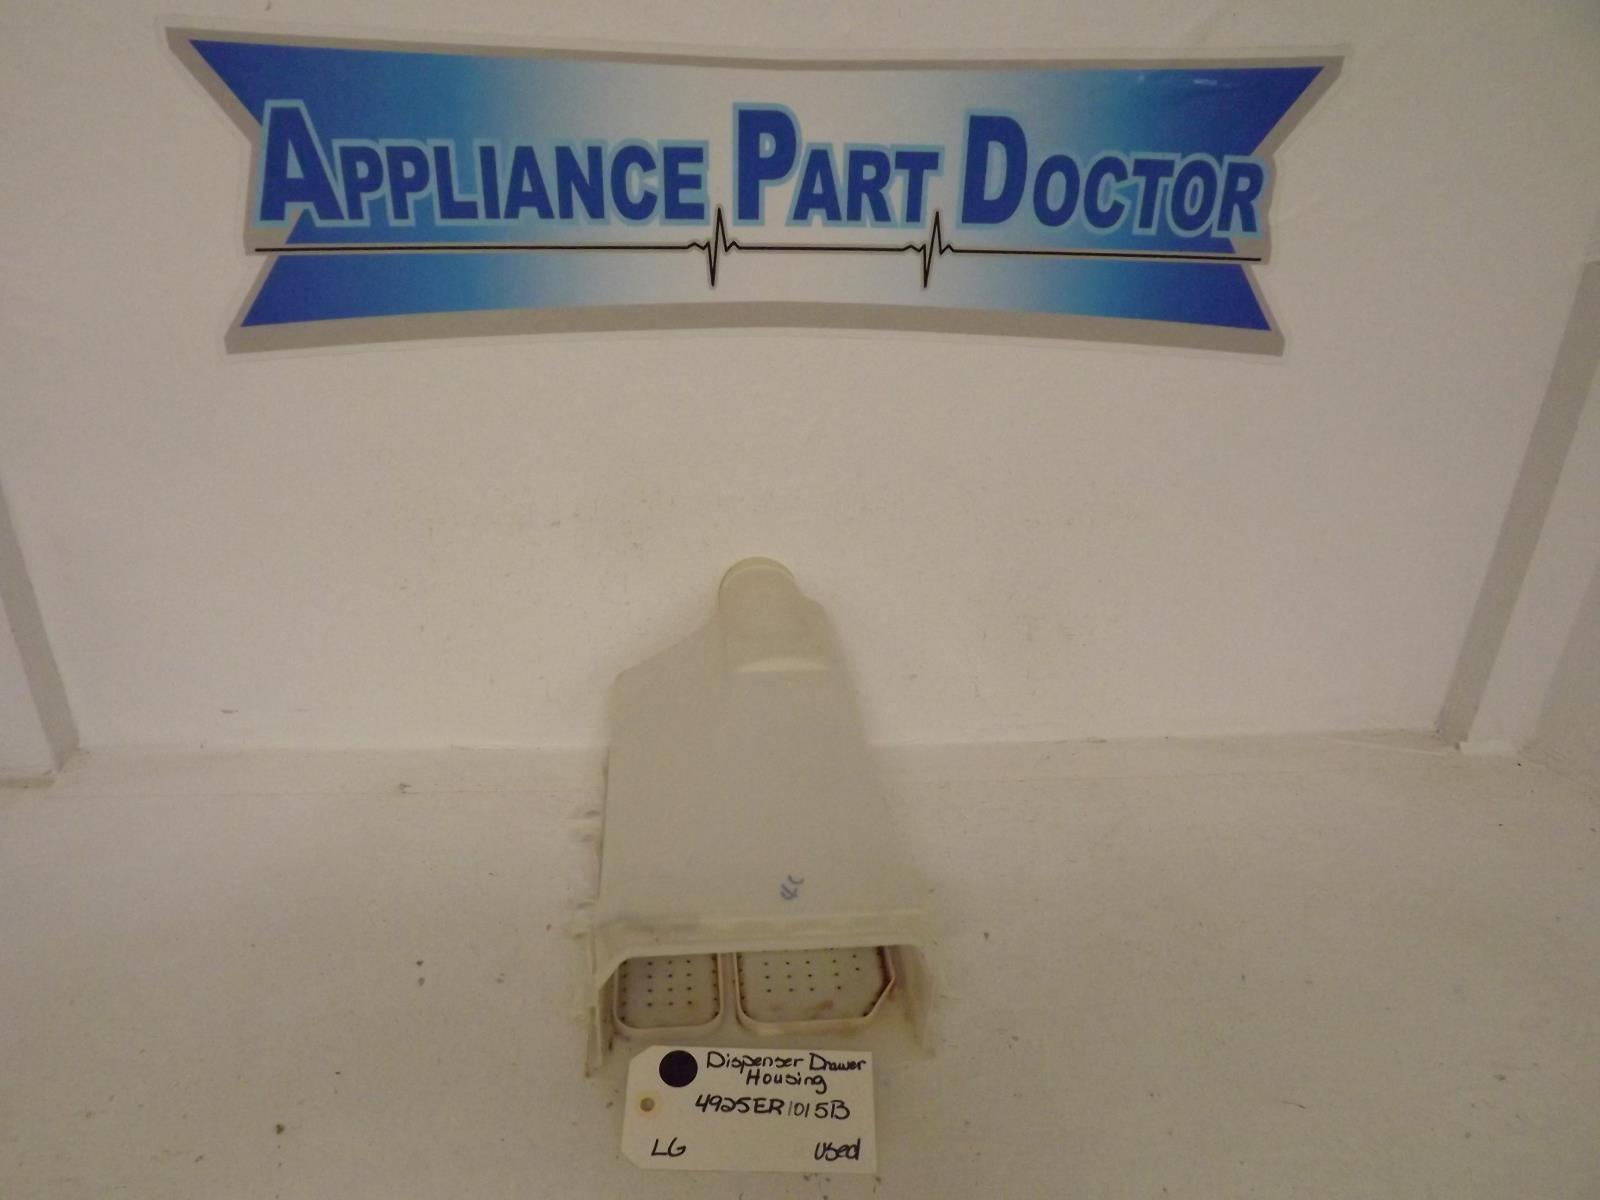 APPLIANCE PART DOCTOR
Dispenser Drawer
Housing
4925ER1015B
LG used